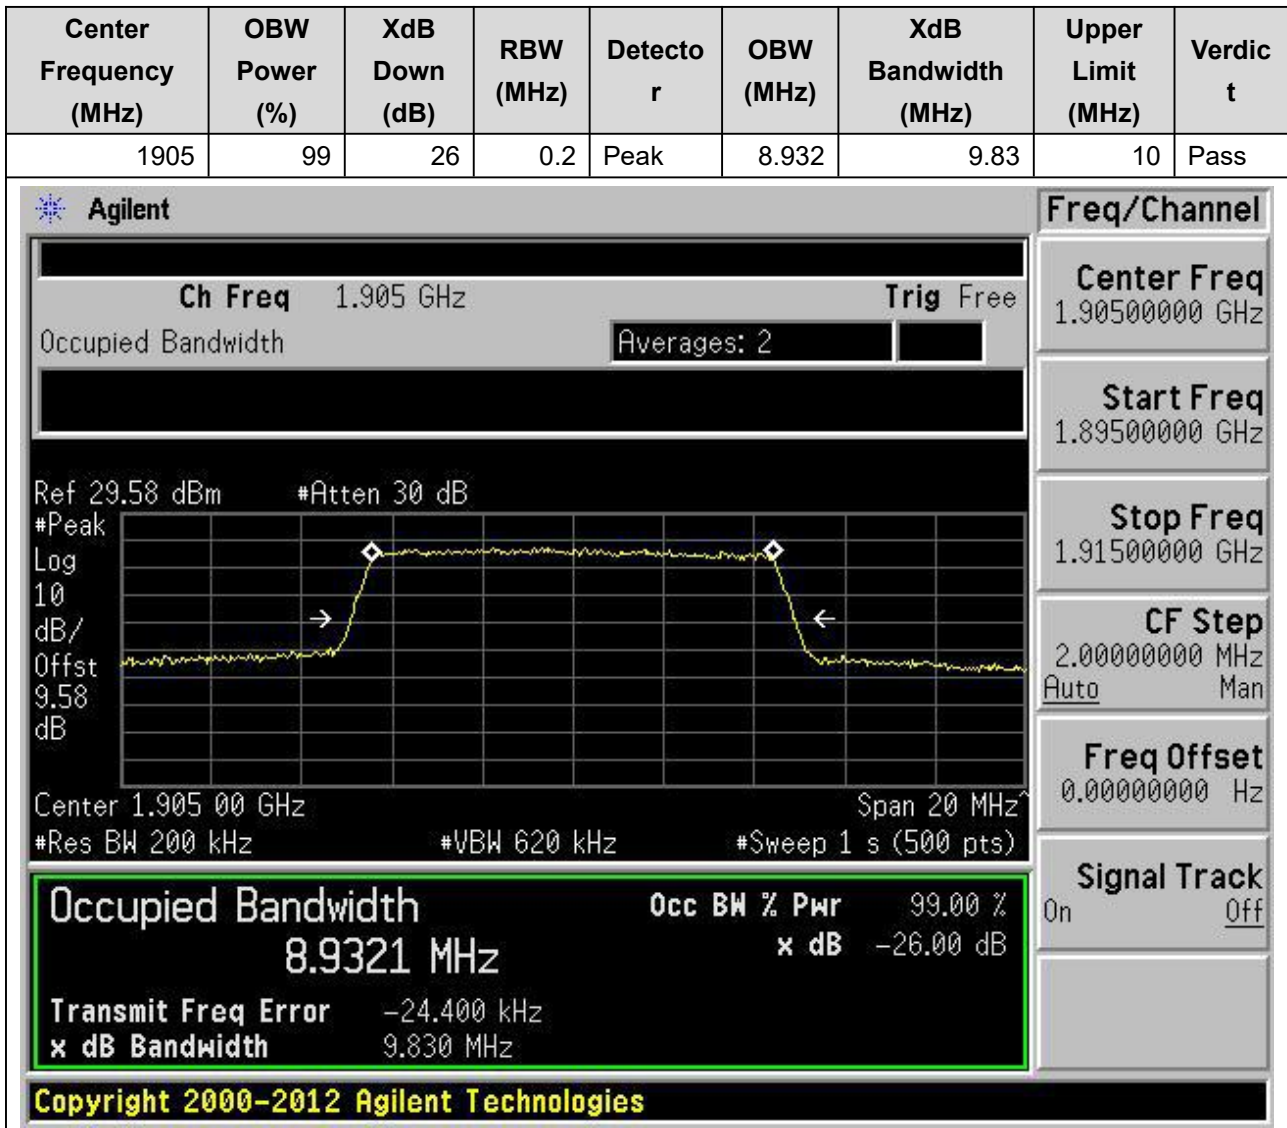 Center Frequency (MHz) OBW Power (%) XdB Down (dB) RBW (MHz) Detecto r OBW (MHz) XdB Bandwidth (MHz) Upper Limit (MHz) Verdic t
1905 99 26 0.2 Peak 8.932 9.83 10 Pass
Agilent
Freq/Channel
Ch Freq 1.905 GHz Trig Free
Occupied Bandwidth Averages: 2
Center Freq
1.90500000 GHz
Start Freq
1.89500000 GHz
Stop Freq
1.91500000 GHz
CF Step
2.00000000 MHz
Auto Man
Freq Offset
0.00000000 Hz
Signal Track
On Off
Ref 29.58 dBm #Atten 30 dB
#Peak
Log
10
dB/
Offst
9.58
dB
Center 1.905 00 GHz Span 20 MHz^
#Res BW 200 kHz #VBW 620 kHz #Sweep 1 s (500 pts)
Occupied Bandwidth
8.9321 MHz
Occ BW % Pwr 99.00 %
x dB -26.00 dB
Transmit Freq Error -24.400 kHz
x dB Bandwidth 9.830 MHz
Copyright 2000-2012 Agilent Technologies